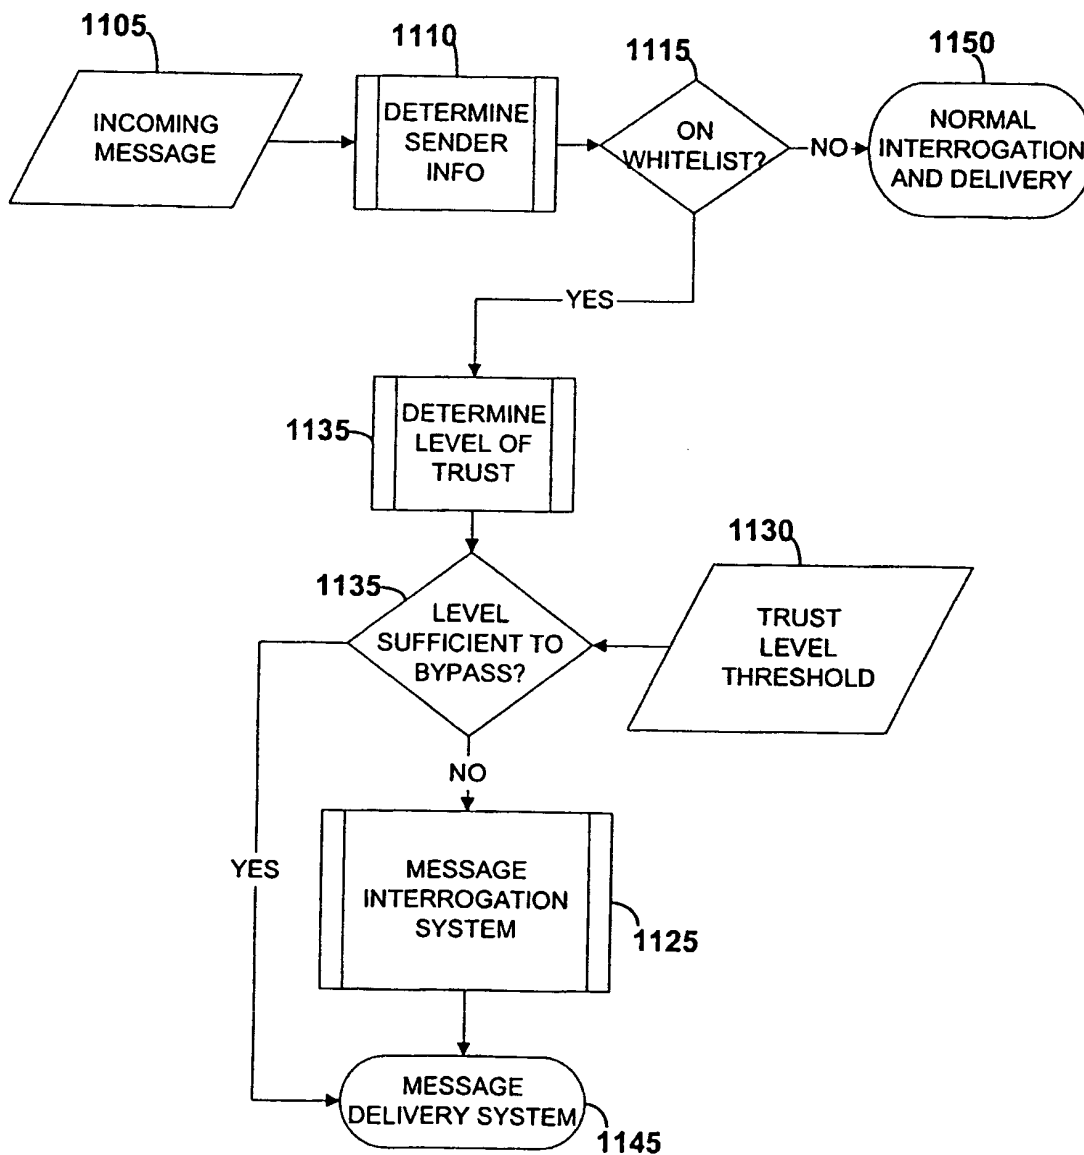 1105
1110
1115
1150
INCOMING
MESSAGE
DETERMINE
SENDER
INFO
ON
WHITELIST?
NO
NORMAL
INTERROGATION
AND DELIVERY
YES
1135
DETERMINE
LEVEL OF
TRUST
1130
1135
LEVEL
SUFFICIENT TO
BYPASS?
TRUST
LEVEL
THRESHOLD
NO
YES
MESSAGE
INTERROGATION
SYSTEM
1125
MESSAGE
DELIVERY SYSTEM
1145